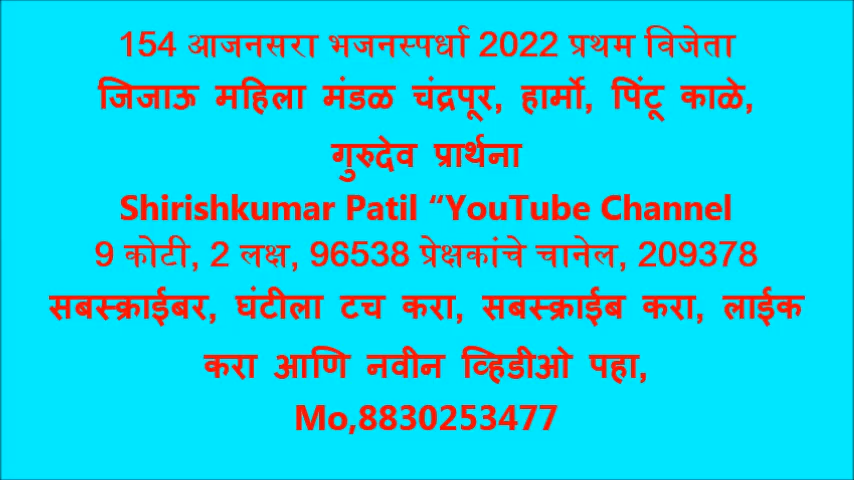 154 आजनसरा भजनस्पर्धा 2022 प्रथम विजेता
जिजाऊ महिला मंडळ चंद्रपूर, हार्मो, पिंटू काळे,
गुरुदेव प्रार्थना
Shirishkumar Patil “YouTube Channel
9 कोटी, 2 लक्ष, 96538 प्रेक्षकांचे चानेल, 209378
सबस्क्राईबर, घंटीला टच करा, सबस्क्राईब करा, लाईक
करा आणि नवीन व्हिडीओ पहा,
Mo,8830253477